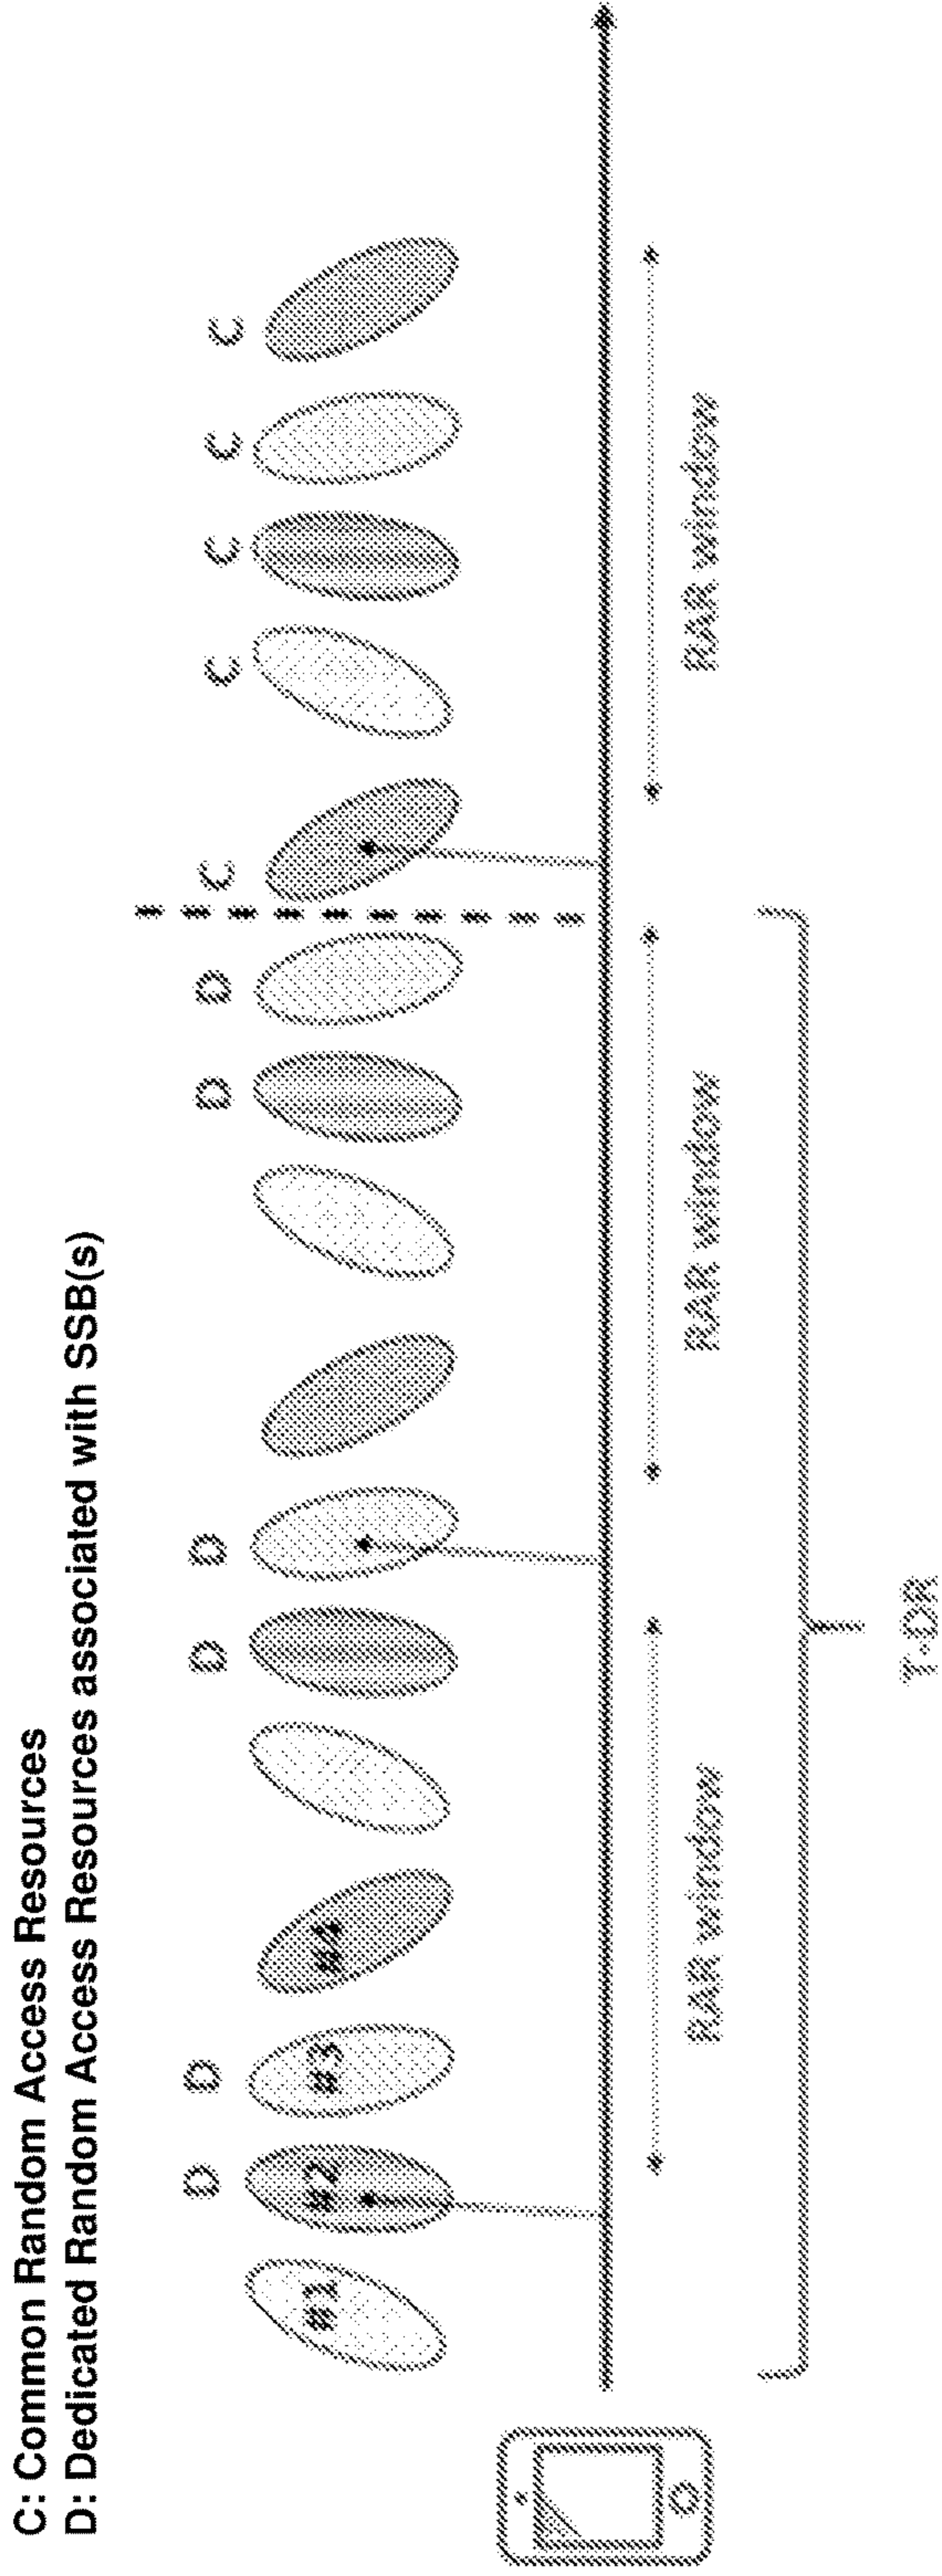 C: Common Random Access Resources
D: Dedicated Random Access Resources associated with SSB(s)
D D D D D D C C C C C
#1 #2 #3 #4
RAR window RAR window RAR window
T-DR